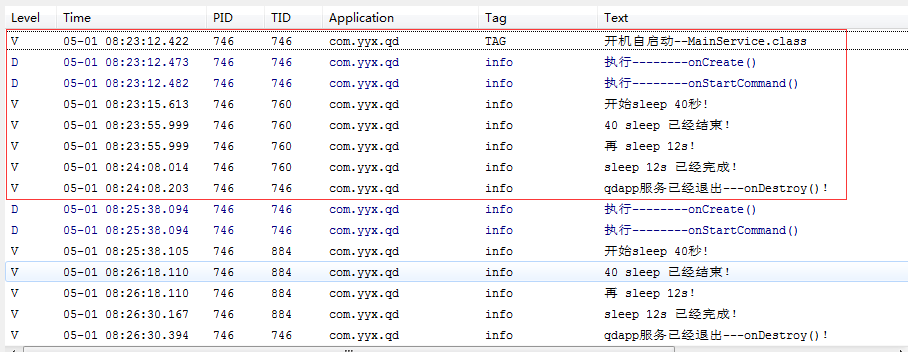 Level Time PID TID Application Tag Text
V 05-01 08:23:12.422 746 746 com.yyx.qd TAG 开机自启动--MainService.class
D 05-01 08:23:12.473 746 746 com.yyx.qd info 执行--------onCreate()
D 05-01 08:23:12.482 746 746 com.yyx.qd info 执行--------onStartCommand()
V 05-01 08:23:15.613 746 760 com.yyx.qd info 开始sleep 40秒！
V 05-01 08:23:55.999 746 760 com.yyx.qd info 40 sleep 已经结束！
V 05-01 08:23:55.999 746 760 com.yyx.qd info 再 sleep 12s！
V 05-01 08:24:08.014 746 760 com.yyx.qd info sleep 12s 已经完成！
V 05-01 08:24:08.203 746 746 com.yyx.qd info qdapp服务已经退出---onDestroy()！
D 05-01 08:25:38.094 746 746 com.yyx.qd info 执行--------onCreate()
D 05-01 08:25:38.094 746 746 com.yyx.qd info 执行--------onStartCommand()
V 05-01 08:25:38.105 746 884 com.yyx.qd info 开始sleep 40秒！
V 05-01 08:26:18.110 746 884 com.yyx.qd info 40 sleep 已经结束！
V 05-01 08:26:18.110 746 884 com.yyx.qd info 再 sleep 12s！
V 05-01 08:26:30.167 746 884 com.yyx.qd info sleep 12s 已经完成！
V 05-01 08:26:30.394 746 746 com.yyx.qd info qdapp服务已经退出---onDestroy()！